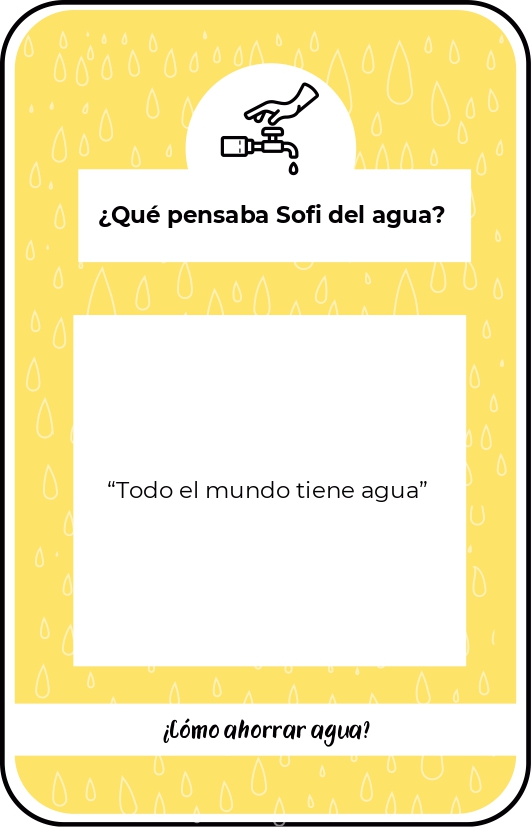 ¿Qué pensaba Sofi del agua?
“Todo el mundo tiene agua”
¿Cómo ahorrar agua?